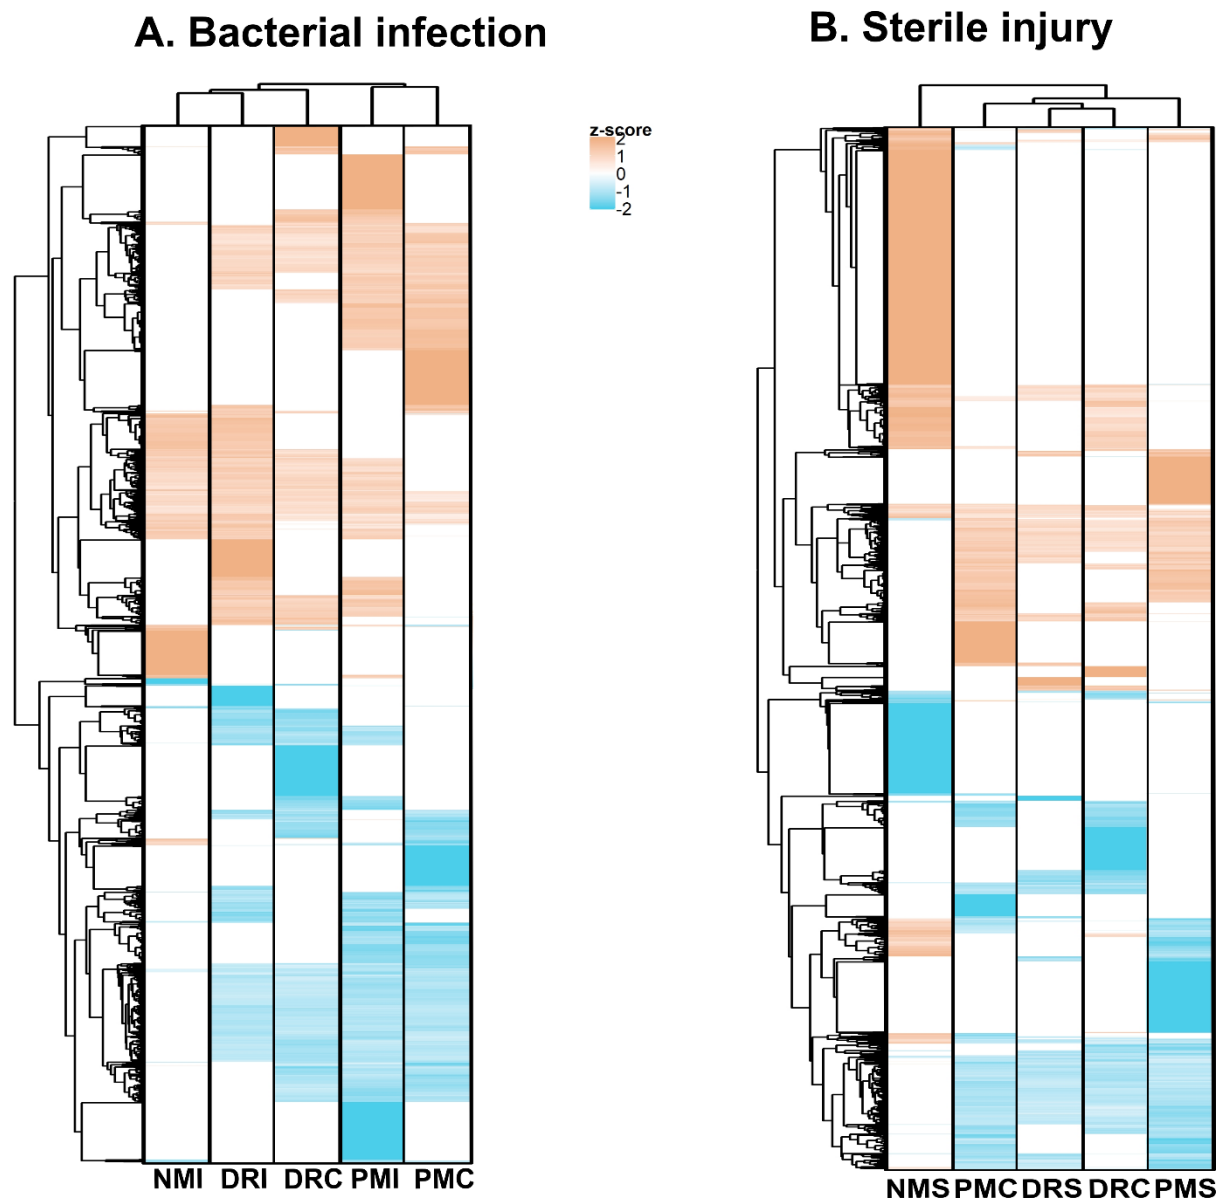 A. Bacterial infection
B. Sterile injury
z-score
2
1
0
-1
-2
NMI DRI DRC PMI PMC
NMS PMC DRS DRC PMS